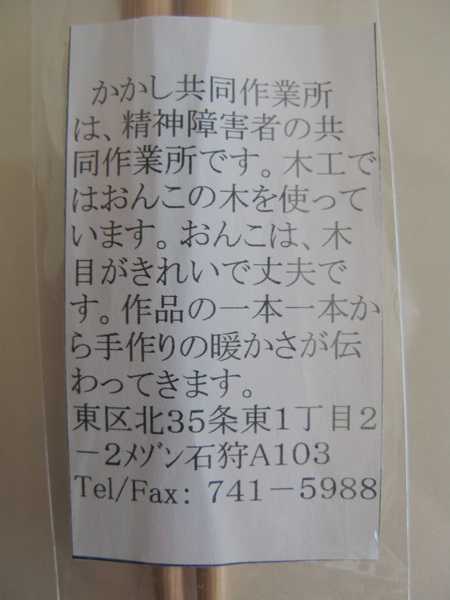 かかし共同作業所
は、精神障害者の共
同作業所です。木工で
はおんこの木を使って
います。おんこは、木
目がきれいで丈夫で
す。作品の一本一本か
ら手作りの暖かさが伝
わってきます。
東区北35条東1丁目2
－2ﾒｿﾞﾝ石狩A103
Tel/Fax: 741－5988